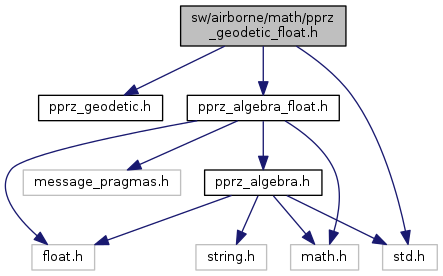 sw/airborne/math/pprz
_geodetic_float.h
pprz_geodetic.h
pprz_algebra_float.h
message_pragmas.h
pprz_algebra.h
float.h
string.h
math.h
std.h